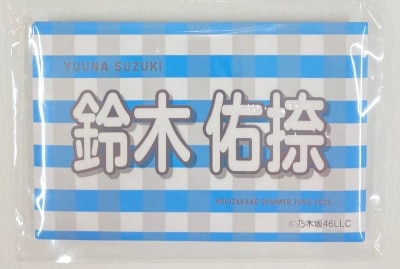 YUUNA SUZUKI
鈴木 佑捺
NOGIZAKA46 SUMMER TOUR 2025
©乃木坂46LLC